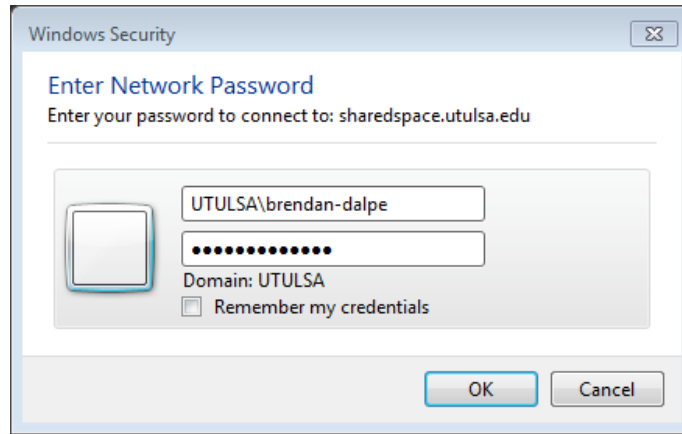 Windows Security
Enter Network Password
Enter your password to connect to: sharedspace.utulsa.edu
UTULSA\brendan-dalpe
●●●●●●●●●●●●●
Domain: UTULSA
Remember my credentials
OK
Cancel